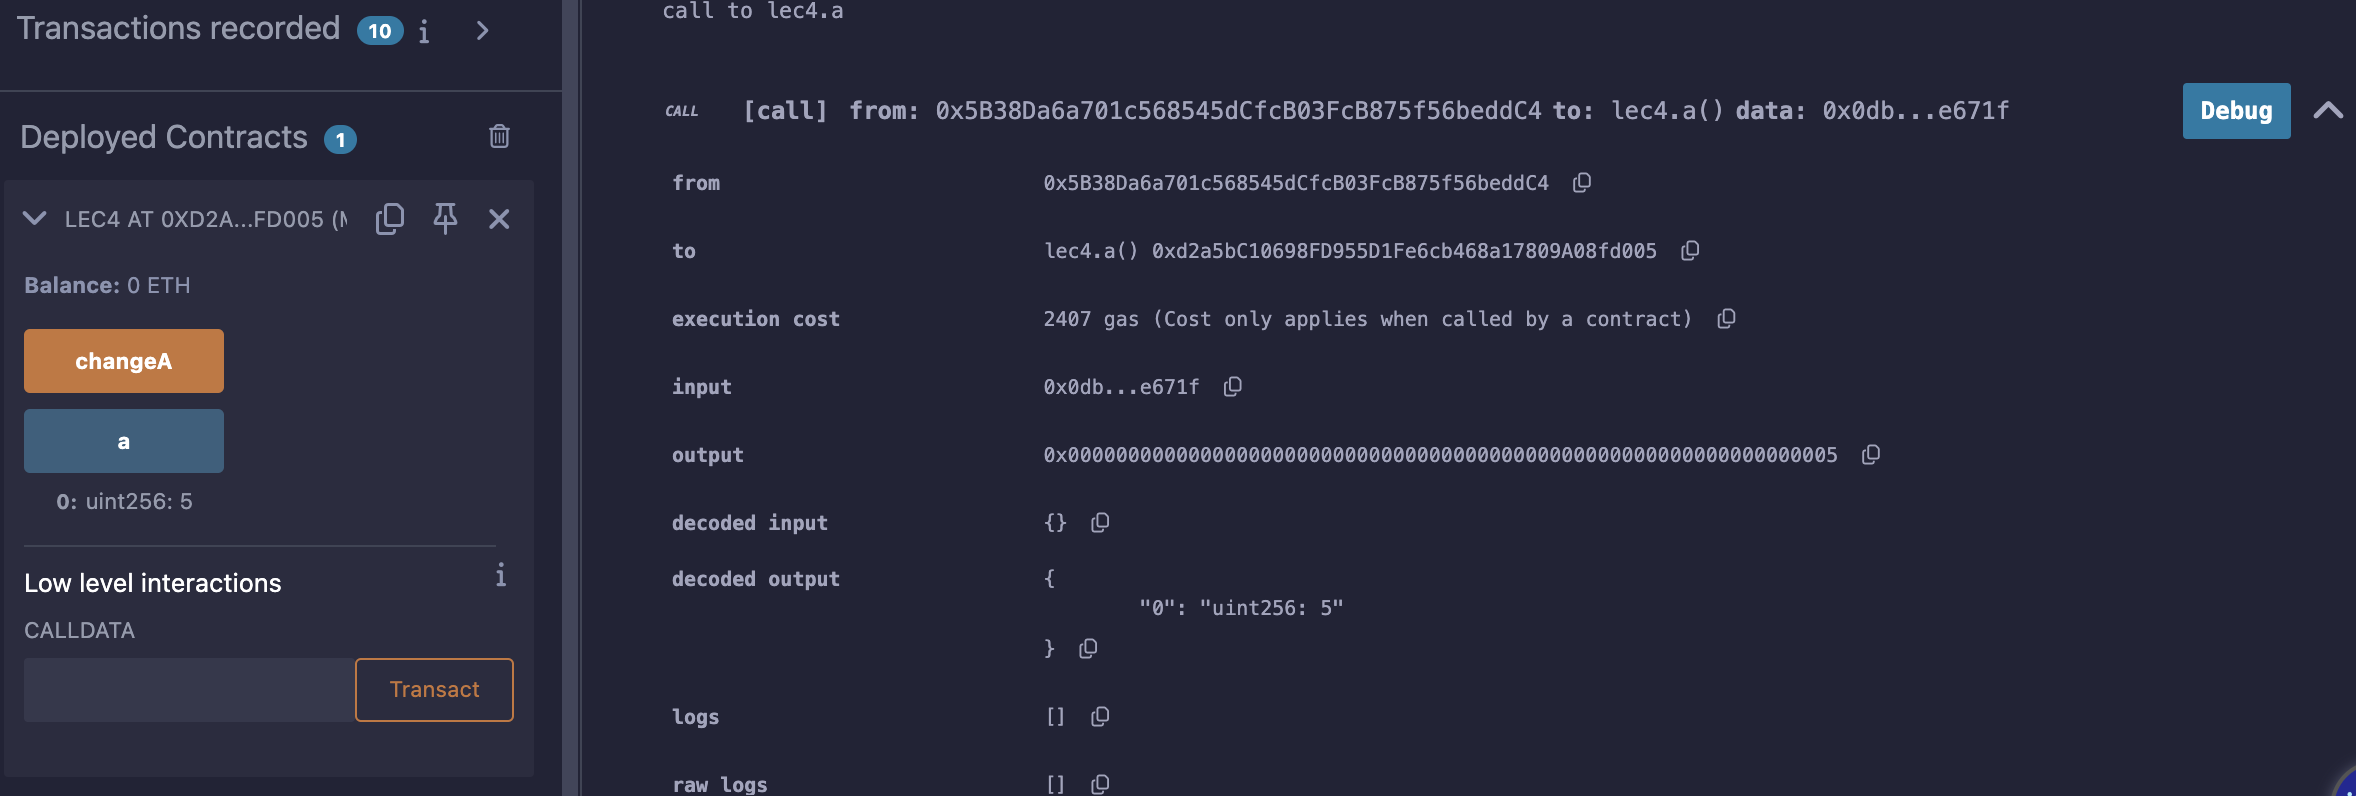 Transactions recorded 10 i
Deployed Contracts 1
LEC4 AT 0XD2A...FD005 (M
Balance: 0 ETH
changeA
a
0: uint256: 5
Low level interactions i
CALLDATA
Transact
call to lec4.a
CALL [call] from: 0x5B38Da6a701c568545dCfcB03FcB875f56beddC4 to: lec4.a() data: 0x0db...e671f Debug
from 0x5B38Da6a701c568545dCfcB03FcB875f56beddC4
to lec4.a() 0xd2a5bC10698FD955D1Fe6cb468a17809A08fd005
execution cost 2407 gas (Cost only applies when called by a contract)
input 0x0db...e671f
output 0x0000000000000000000000000000000000000000000000000000000000000005
decoded input {}
decoded output {
"0": "uint256: 5"
}
logs []
raw logs []